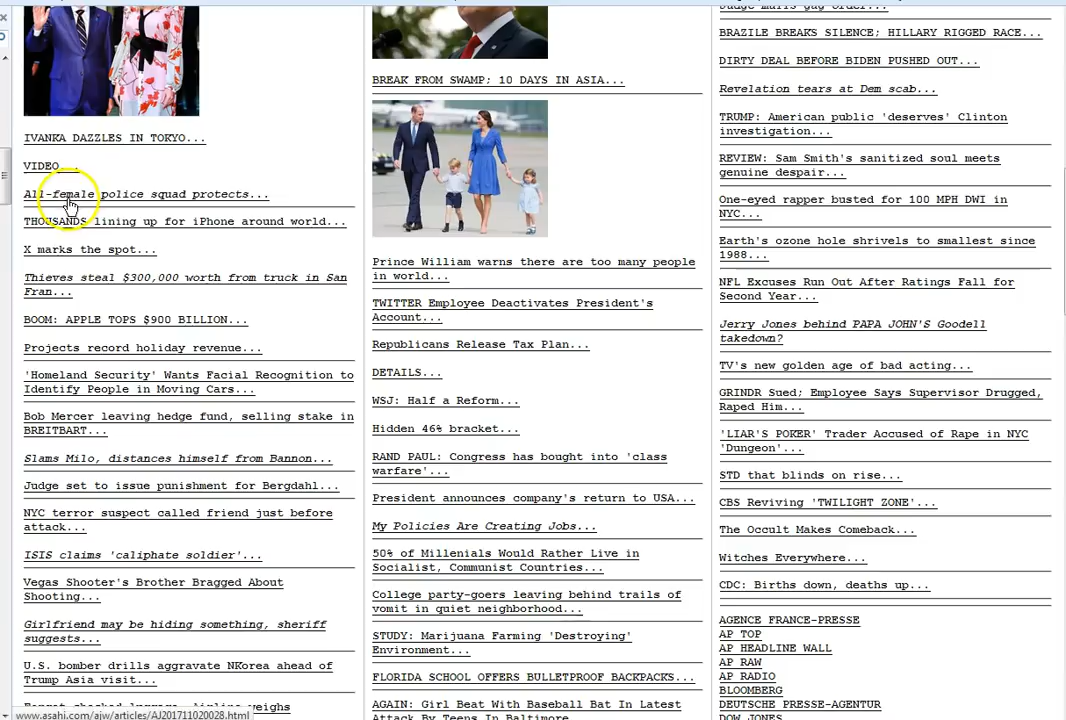 IVANKA DAZZLES IN TOKYO...
VIDEO...
All-female police squad protects...
THOUSANDS lining up for iPhone around world...
X marks the spot...
Thieves steal $300,000 worth from truck in San
Fran...
BOOM: APPLE TOPS $900 BILLION...
Projects record holiday revenue...
'Homeland Security' Wants Facial Recognition to
Identify People in Moving Cars...
Bob Mercer leaving hedge fund, selling stake in
BREITBART...
Slams Milo, distances himself from Bannon...
Judge set to issue punishment for Bergdahl...
NYC terror suspect called friend just before
attack...
ISIS claims 'caliphate soldier'...
Vegas Shooter's Brother Bragged About
Shooting...
Girlfriend may be hiding something, sheriff
suggests...
U.S. bomber drills aggravate NKorea ahead of
Trump Asia visit...
weighs
www.asahi.com/ajw/articles/AJ201711020028.html
BREAK FROM SWAMP; 10 DAYS IN ASIA...
Prince William warns there are too many people
in world...
TWITTER Employee Deactivates President's
Account...
Republicans Release Tax Plan...
DETAILS...
WSJ: Half a Reform...
Hidden 46% bracket...
RAND PAUL: Congress has bought into 'class
warfare'...
President announces company's return to USA...
My Policies Are Creating Jobs...
50% of Millenials Would Rather Live in
Socialist, Communist Countries...
College party-goers leaving behind trails of
vomit in quiet neighborhood...
STUDY: Marijuana Farming 'Destroying'
Environment...
FLORIDA SCHOOL OFFERS BULLETPROOF BACKPACKS...
AGAIN: Girl Beat With Baseball Bat In Latest
Attack By Teens In Baltimore
Judge mulls gag order...
BRAZILE BREAKS SILENCE; HILLARY RIGGED RACE...
DIRTY DEAL BEFORE BIDEN PUSHED OUT...
Revelation tears at Dem scab...
TRUMP: American public 'deserves' Clinton
investigation...
REVIEW: Sam Smith's sanitized soul meets
genuine despair...
One-eyed rapper busted for 100 MPH DWI in
NYC...
Earth's ozone hole shrivels to smallest since
1988...
NFL Excuses Run Out After Ratings Fall for
Second Year...
Jerry Jones behind PAPA JOHN'S Goodell
takedown?
TV's new golden age of bad acting...
GRINDR Sued; Employee Says Supervisor Drugged,
Raped Him...
'LIAR'S POKER' Trader Accused of Rape in NYC
'Dungeon'...
STD that blinds on rise...
CBS Reviving 'TWILIGHT ZONE'...
The Occult Makes Comeback...
Witches Everywhere...
CDC: Births down, deaths up...
AGENCE FRANCE-PRESSE
AP TOP
AP HEADLINE WALL
AP RAW
AP RADIO
BLOOMBERG
DEUTSCHE PRESSE-AGENTUR
DOW JONES